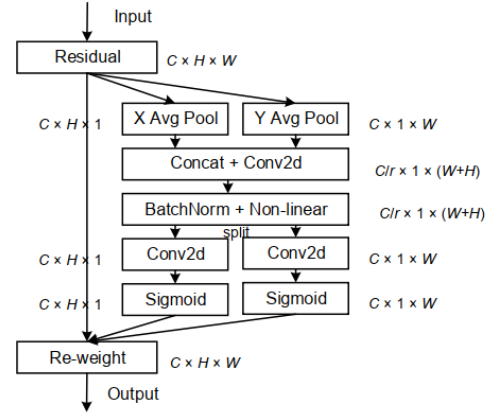 Input
Residual
C × H × W
C × H × 1
X Avg Pool
Y Avg Pool
C × 1 × W
Concat + Conv2d
C/r × 1 × (W+H)
BatchNorm + Non-linear
C/r × 1 × (W+H)
split
C × H × 1
Conv2d
Conv2d
C × 1 × W
C × H × 1
Sigmoid
Sigmoid
C × 1 × W
Re-weight
C × H × W
Output